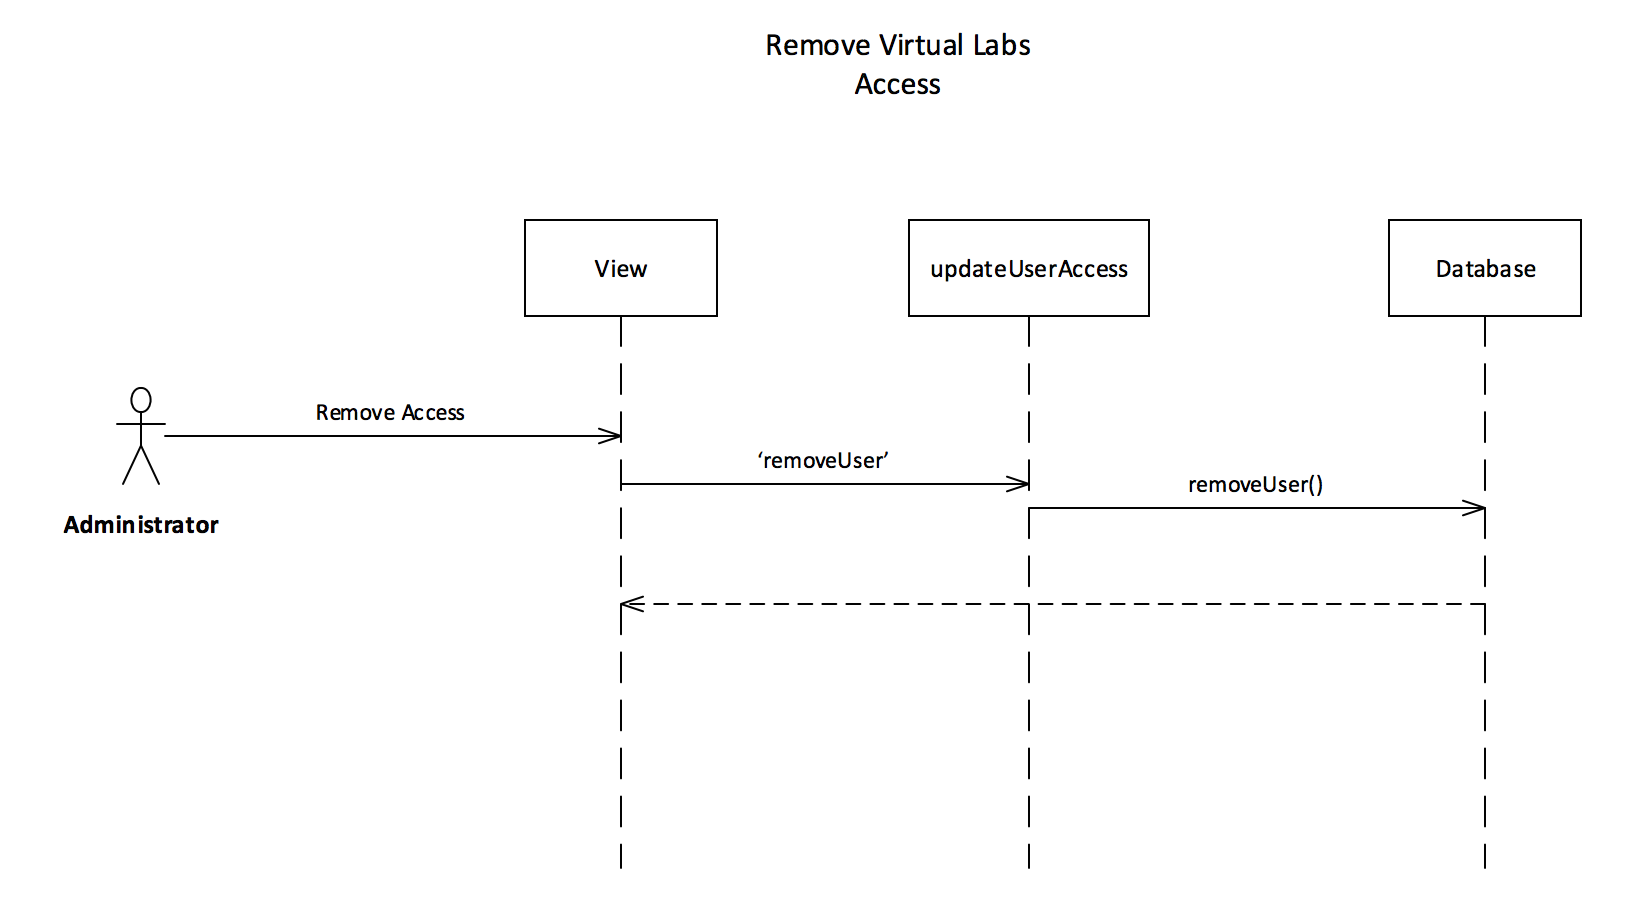 Remove Virtual Labs
Access
View
updateUserAccess
Database
Remove Access
‘removeUser’
removeUser()
Administrator